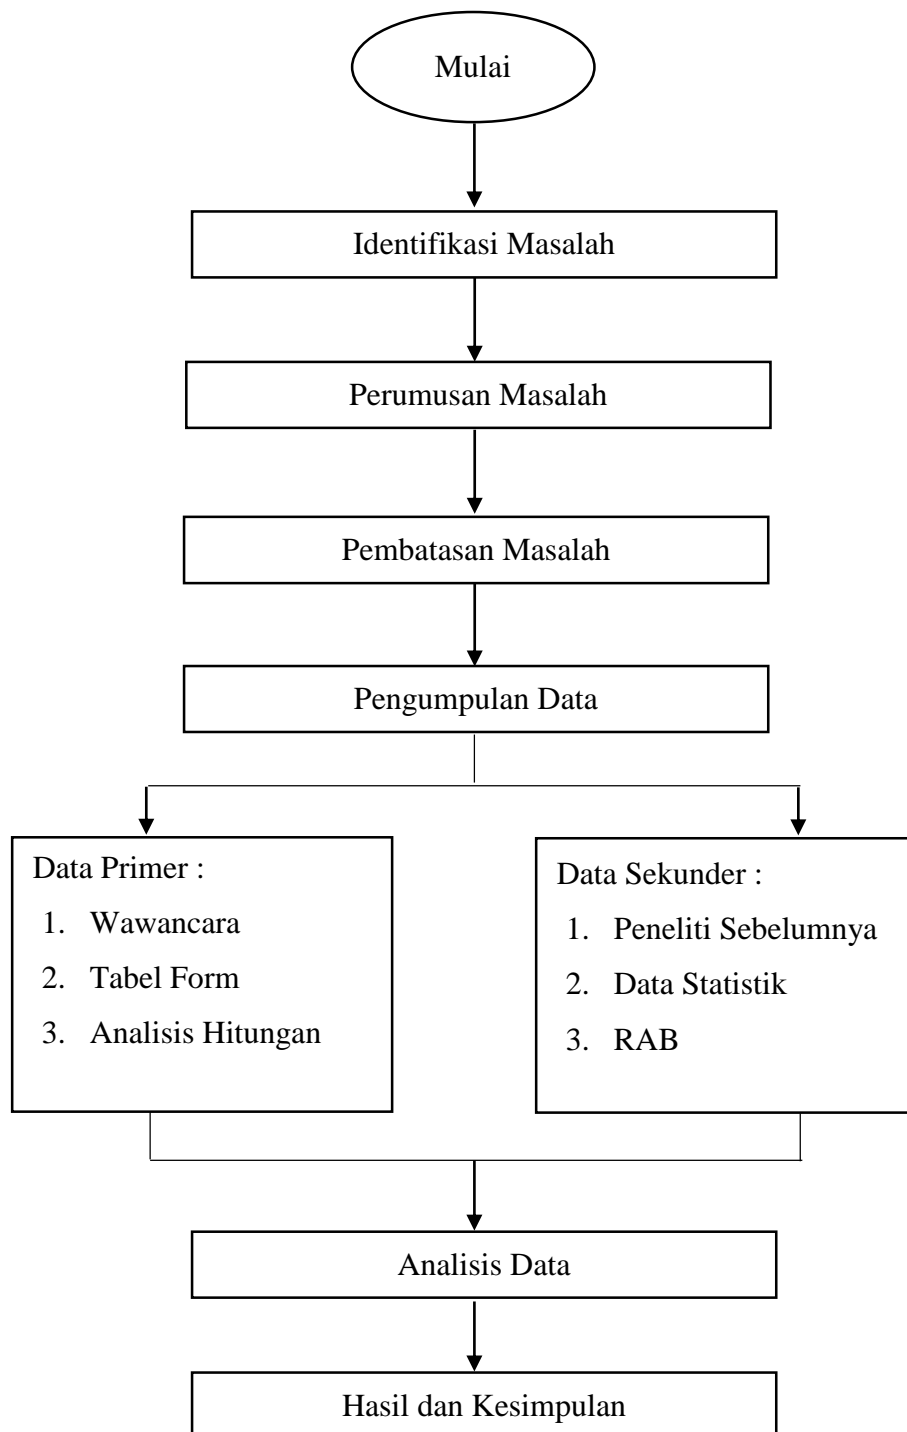 Mulai
Identifikasi Masalah
Perumusan Masalah
Pembatasan Masalah
Pengumpulan Data
Data Primer :
1. Wawancara
2. Tabel Form
3. Analisis Hitungan
Data Sekunder :
1. Peneliti Sebelumnya
2. Data Statistik
3. RAB
Analisis Data
Hasil dan Kesimpulan